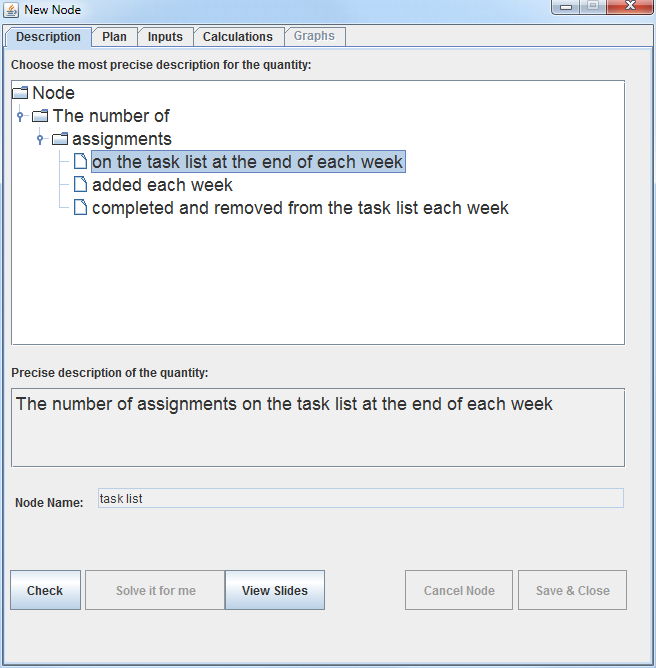 New Node
Description Plan Inputs Calculations Graphs
Choose the most precise description for the quantity:
Node
The number of
assignments
on the task list at the end of each week
added each week
completed and removed from the task list each week
Precise description of the quantity:
The number of assignments on the task list at the end of each week
Node Name: task list
Check Solve it for me View Slides Cancel Node Save & Close